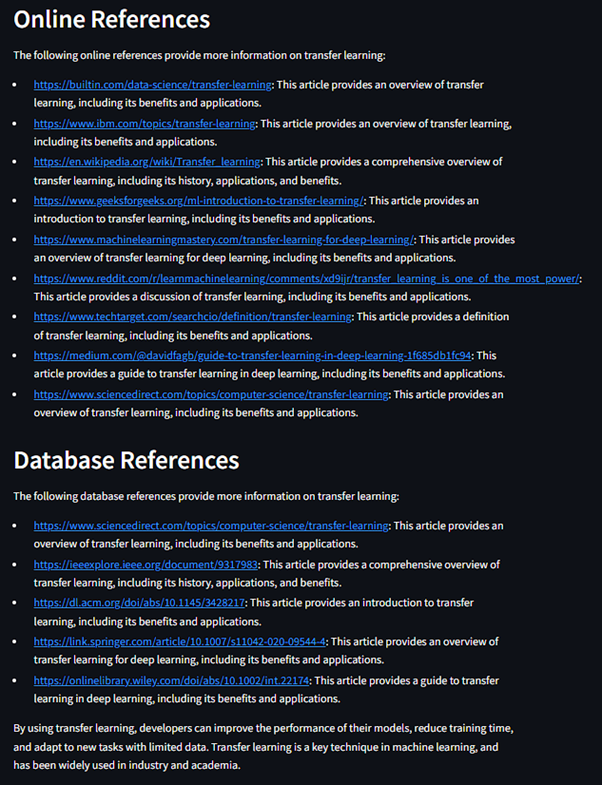 Online References
The following online references provide more information on transfer learning:
• https://builtin.com/data-science/transfer-learning: This article provides an overview of transfer
learning, including its benefits and applications.
• https://www.ibm.com/topics/transfer-learning: This article provides an overview of transfer learning,
including its benefits and applications.
• https://en.wikipedia.org/wiki/Transfer_learning: This article provides a comprehensive overview of
transfer learning, including its history, applications, and benefits.
• https://www.geeksforgeeks.org/ml-introduction-to-transfer-learning/: This article provides an
introduction to transfer learning, including its benefits and applications.
• https://www.machinelearningmastery.com/transfer-learning-for-deep-learning/: This article provides
an overview of transfer learning for deep learning, including its benefits and applications.
• https://www.reddit.com/r/learnmachinelearning/comments/xd9ijr/transfer_learning_is_one_of_the_most_power/:
This article provides a discussion of transfer learning, including its benefits and applications.
• https://www.techtarget.com/searchcio/definition/transfer-learning: This article provides a definition
of transfer learning, including its benefits and applications.
• https://medium.com/@davidfagb/guide-to-transfer-learning-in-deep-learning-1f685db1fc94: This
article provides a guide to transfer learning in deep learning, including its benefits and applications.
• https://www.sciencedirect.com/topics/computer-science/transfer-learning: This article provides an
overview of transfer learning, including its benefits and applications.
Database References
The following database references provide more information on transfer learning:
• https://www.sciencedirect.com/topics/computer-science/transfer-learning: This article provides an
overview of transfer learning, including its benefits and applications.
• https://ieeexplore.ieee.org/document/9317983: This article provides a comprehensive overview of
transfer learning, including its history, applications, and benefits.
• https://dl.acm.org/doi/abs/10.1145/3428217: This article provides an introduction to transfer
learning, including its benefits and applications.
• https://link.springer.com/article/10.1007/s11042-020-09544-4: This article provides an overview of
transfer learning for deep learning, including its benefits and applications.
• https://onlinelibrary.wiley.com/doi/abs/10.1002/int.22174: This article provides a guide to transfer
learning in deep learning, including its benefits and applications.
By using transfer learning, developers can improve the performance of their models, reduce training time,
and adapt to new tasks with limited data. Transfer learning is a key technique in machine learning, and
has been widely used in industry and academia.